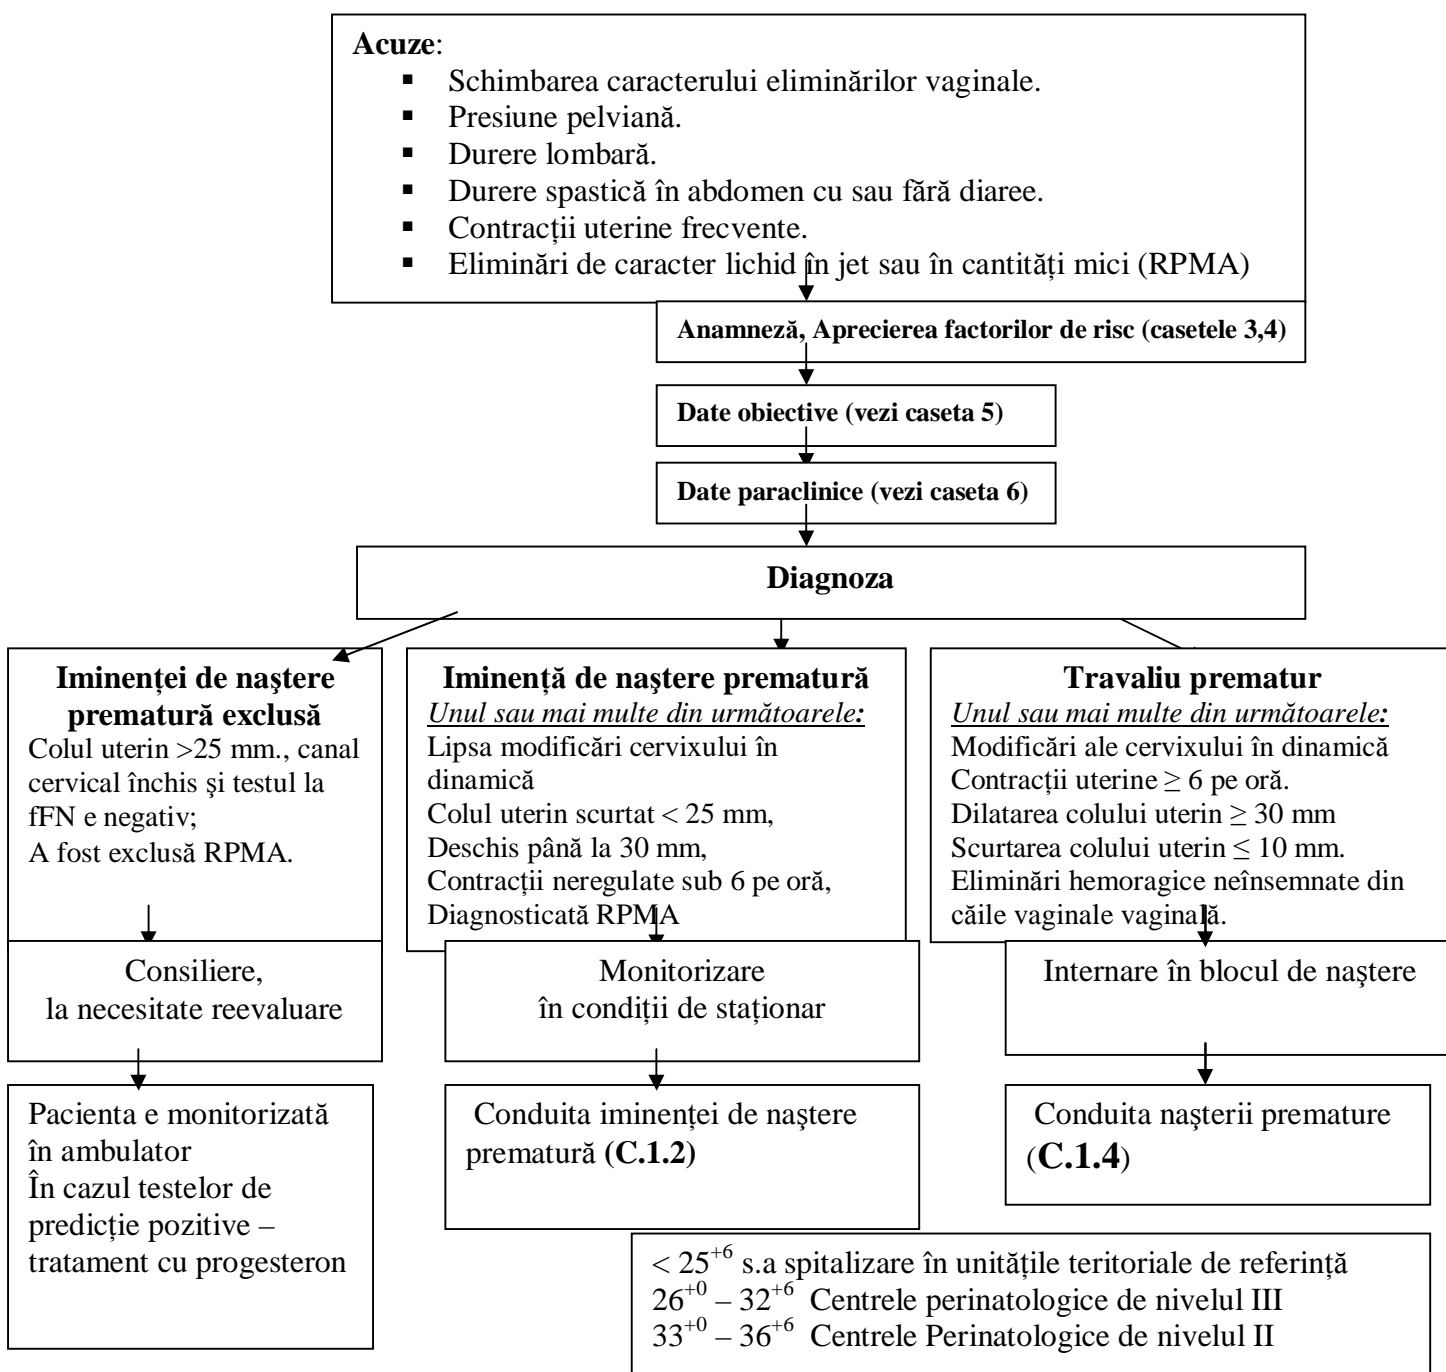 Acuze:
▪ Schimbarea caracterului eliminărilor vaginale.
▪ Presiune pelviană.
▪ Durere lombară.
▪ Durere spastică în abdomen cu sau fără diaree.
▪ Contracții uterine frecvente.
▪ Eliminări de caracter lichid în jet sau în cantități mici (RPMA)
Anamneză, Aprecierea factorilor de risc (casetele 3,4)
Date obiective (vezi caseta 5)
Date paraclinice (vezi caseta 6)
Diagnoza
Iminenței de naştere
prematură exclusă
Colul uterin >25 mm., canal
cervical închis şi testul la
fFN e negativ;
A fost exclusă RPMA.
Iminență de naştere prematură
Unul sau mai multe din următoarele:
Lipsa modificări cervixului în
dinamică
Colul uterin scurtat < 25 mm,
Deschis până la 30 mm,
Contracții neregulate sub 6 pe oră,
Diagnosticată RPMA
Travaliu prematur
Unul sau mai multe din următoarele:
Modificări ale cervixului în dinamică
Contracții uterine ≥ 6 pe oră.
Dilatarea colului uterin ≥ 30 mm
Scurtarea colului uterin ≤ 10 mm.
Eliminări hemoragice neînsemnate din
căile vaginale vaginală.
Consiliere,
la necesitate reevaluare
Monitorizare
în condiții de staționar
Internare în blocul de naştere
Pacienta e monitorizată
în ambulator
În cazul testelor de
predicție pozitive –
tratament cu progesteron
Conduita iminenței de naştere
prematură (C.1.2)
Conduita naşterii premature
(C.1.4)
< 25⁺⁶ s.a spitalizare în unitățile teritoriale de referință
26⁺⁰ – 32⁺⁶ Centrele perinatologice de nivelul III
33⁺⁰ – 36⁺⁶ Centrele Perinatologice de nivelul II